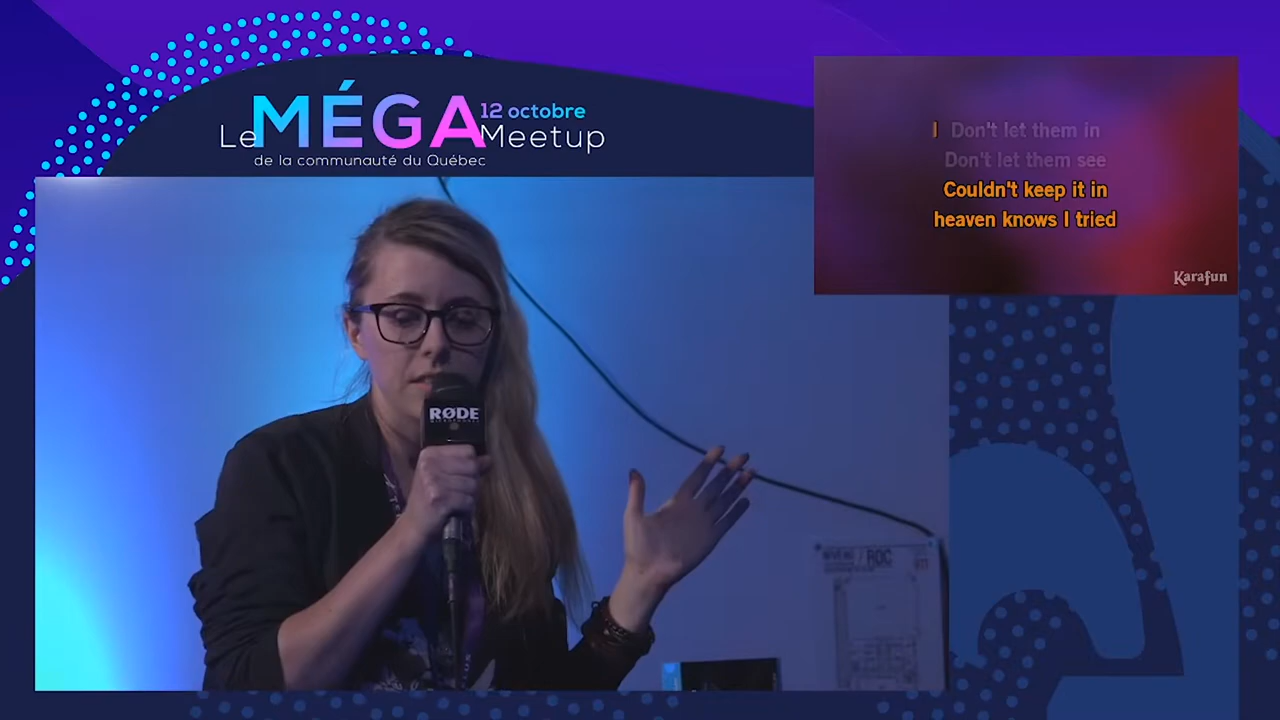 Le MÉGA Meetup
12 octobre
de la communauté du Québec
Don't let them in
Don't let them see
Couldn't keep it in
heaven knows I tried
Karafun
RØDE
RDC